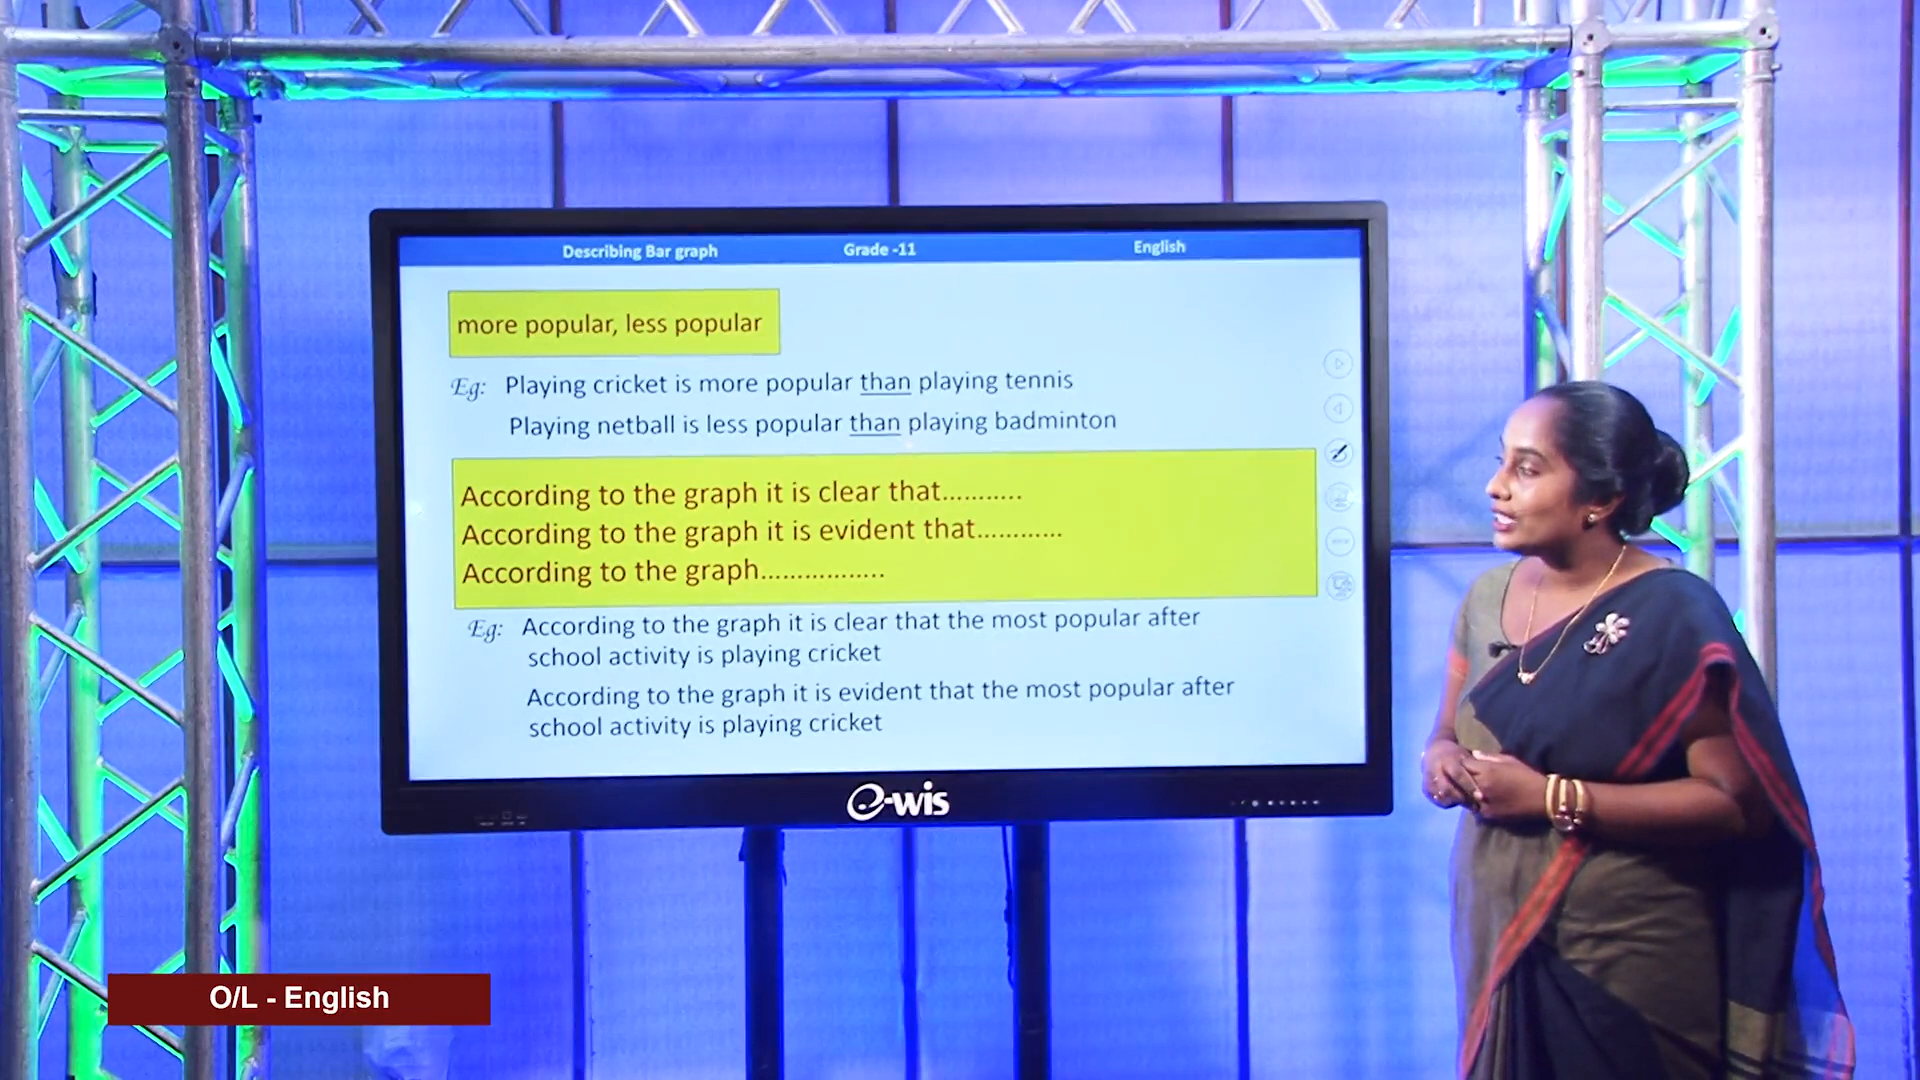 Describing Bar graph Grade -11 English
more popular, less popular
Eg: Playing cricket is more popular than playing tennis
Playing netball is less popular than playing badminton
According to the graph it is clear that...........
According to the graph it is evident that............
According to the graph.................
Eg: According to the graph it is clear that the most popular after
school activity is playing cricket
According to the graph it is evident that the most popular after
school activity is playing cricket
e-wis
O/L - English